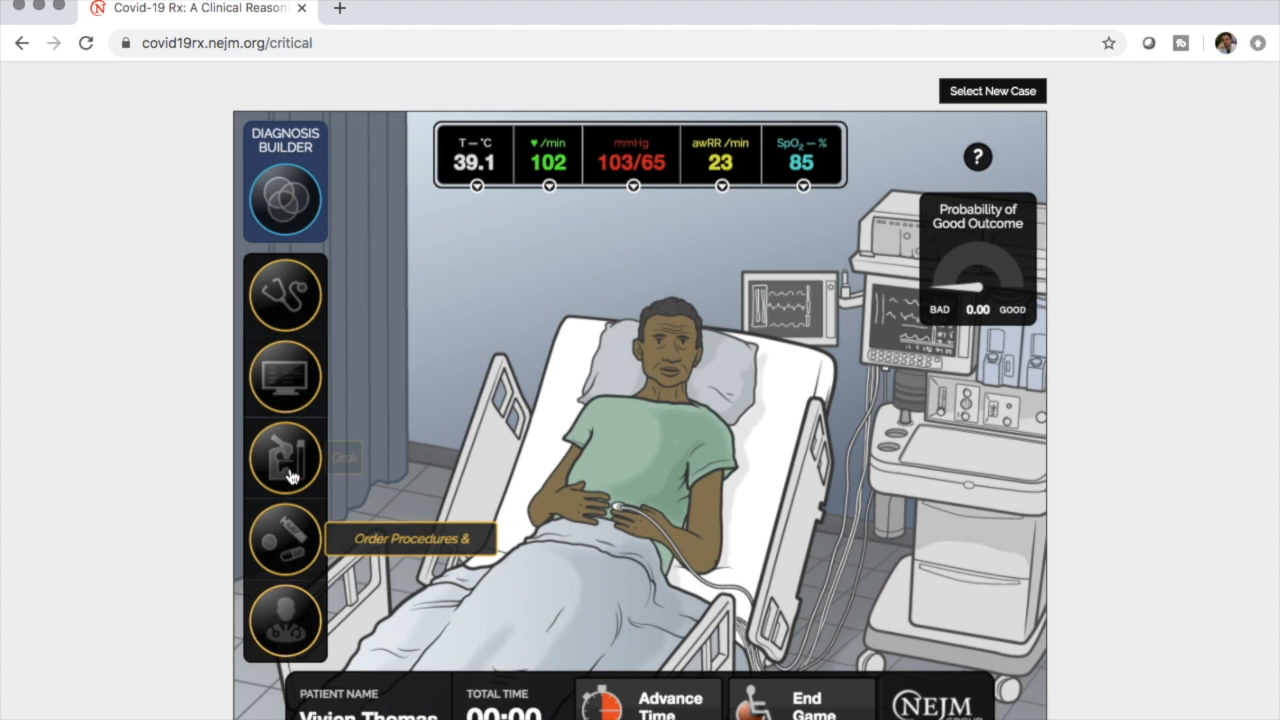 Covid-19 Rx: A Clinical Reason
covid19rx.nejm.org/critical
Select New Case
DIAGNOSIS
BUILDER
T — °C
39.1
♥ /min
102
mmHg
103/65
awRR /min
23
SpO₂ — %
85
?
Probability of
Good Outcome
BAD 0.00 GOOD
Order Procedures &
PATIENT NAME
Vivien Thomas
TOTAL TIME
00:00
Advance
Time
End
Game
NEJM